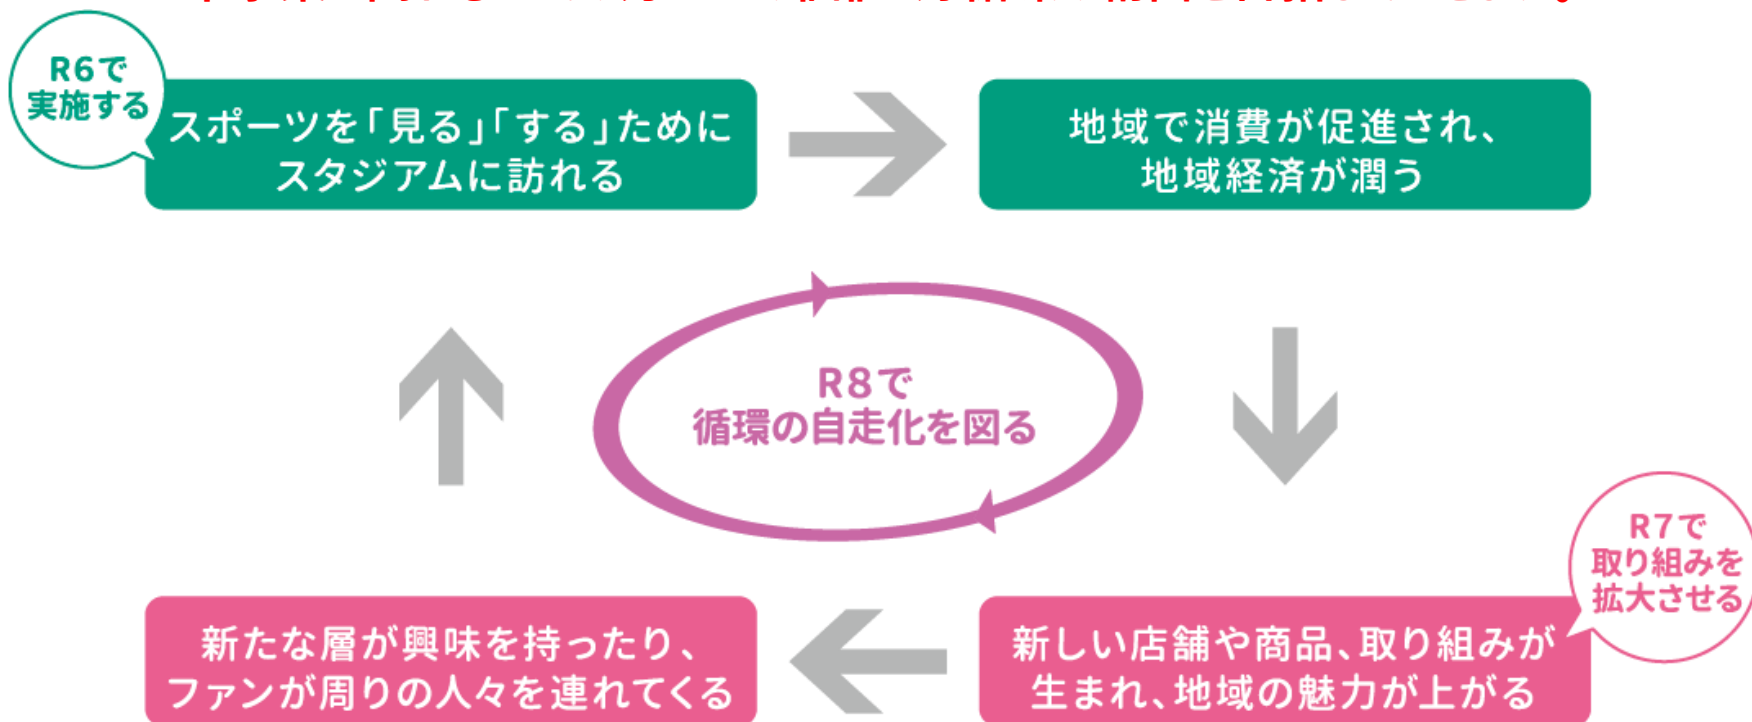 R6で
実施する
スポーツを「見る」「する」ために
スタジアムに訪れる
地域で消費が促進され、
地域経済が潤う
R8で
循環の自走化を図る
R7で
取り組みを
拡大させる
新たな層が興味を持ったり、
ファンが周りの人々を連れてくる
新しい店舗や商品、取り組みが
生まれ、地域の魅力が上がる